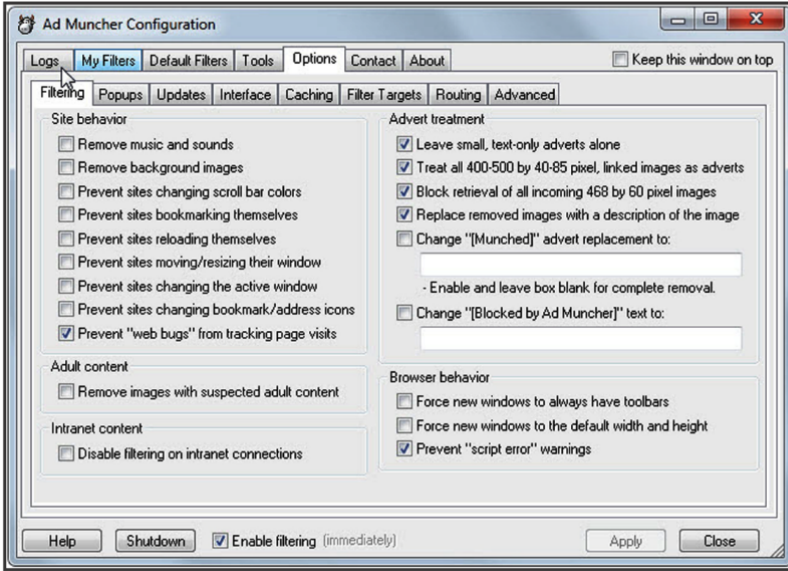 Ad Muncher Configuration
Logs My Filters Default Filters Tools Options Contact About Keep this window on top
Filtering Popups Updates Interface Caching Filter Targets Routing Advanced
Site behavior
Remove music and sounds
Remove background images
Prevent sites changing scroll bar colors
Prevent sites bookmarking themselves
Prevent sites reloading themselves
Prevent sites moving/resizing their window
Prevent sites changing the active window
Prevent sites changing bookmark/address icons
Prevent "web bugs" from tracking page visits
Adult content
Remove images with suspected adult content
Intranet content
Disable filtering on intranet connections
Advert treatment
Leave small, text-only adverts alone
Treat all 400-500 by 40-85 pixel, linked images as adverts
Block retrieval of all incoming 468 by 60 pixel images
Replace removed images with a description of the image
Change "[Munched]" advert replacement to:
- Enable and leave box blank for complete removal.
Change "[Blocked by Ad Muncher]" text to:
Browser behavior
Force new windows to always have toolbars
Force new windows to the default width and height
Prevent "script error" warnings
Help Shutdown Enable filtering (immediately) Apply Close